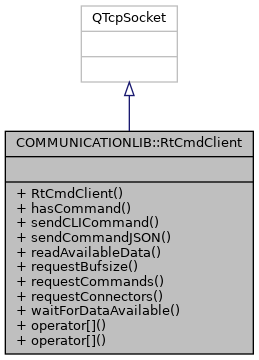 QTcpSocket
COMMUNICATIONLIB::RtCmdClient
+ RtCmdClient()
+ hasCommand()
+ sendCLICommand()
+ sendCommandJSON()
+ readAvailableData()
+ requestBufsize()
+ requestCommands()
+ requestConnectors()
+ waitForDataAvailable()
+ operator[]()
+ operator[]()